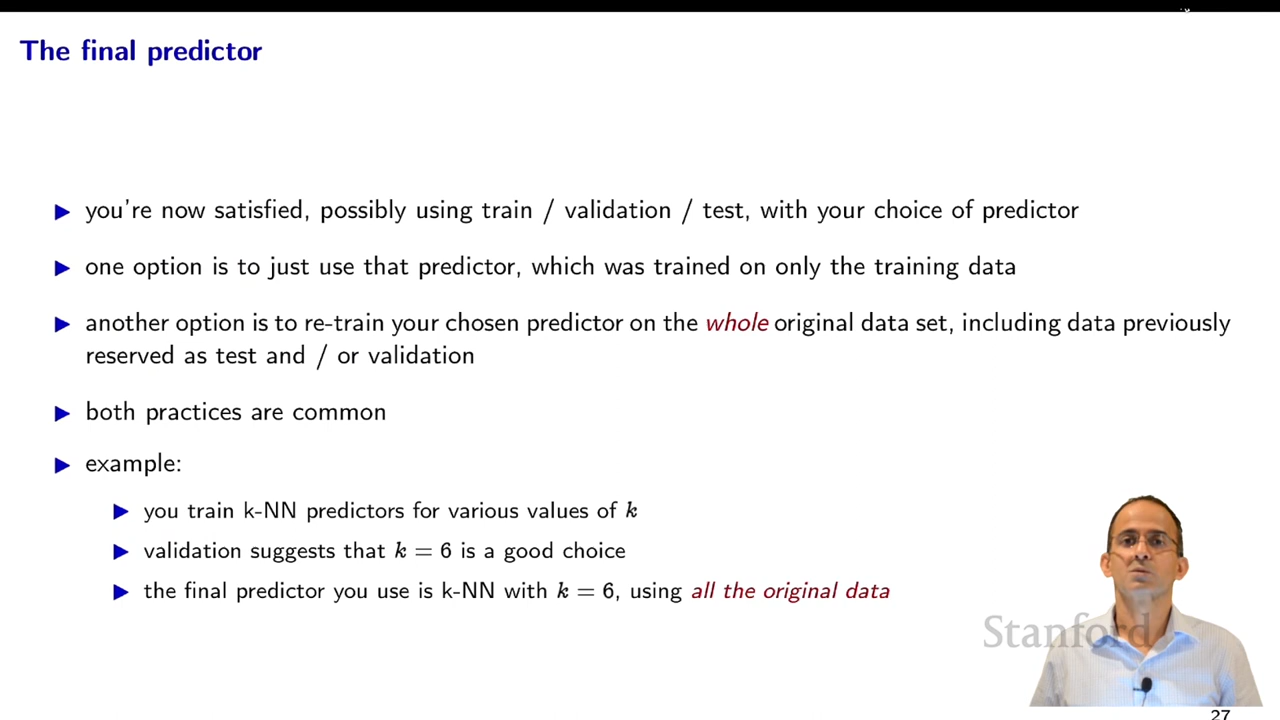 The final predictor
▶ you're now satisfied, possibly using train / validation / test, with your choice of predictor
▶ one option is to just use that predictor, which was trained on only the training data
▶ another option is to re-train your chosen predictor on the whole original data set, including data previously
reserved as test and / or validation
▶ both practices are common
▶ example:
▶ you train k-NN predictors for various values of k
▶ validation suggests that k = 6 is a good choice
▶ the final predictor you use is k-NN with k = 6, using all the original data
Stanford
27